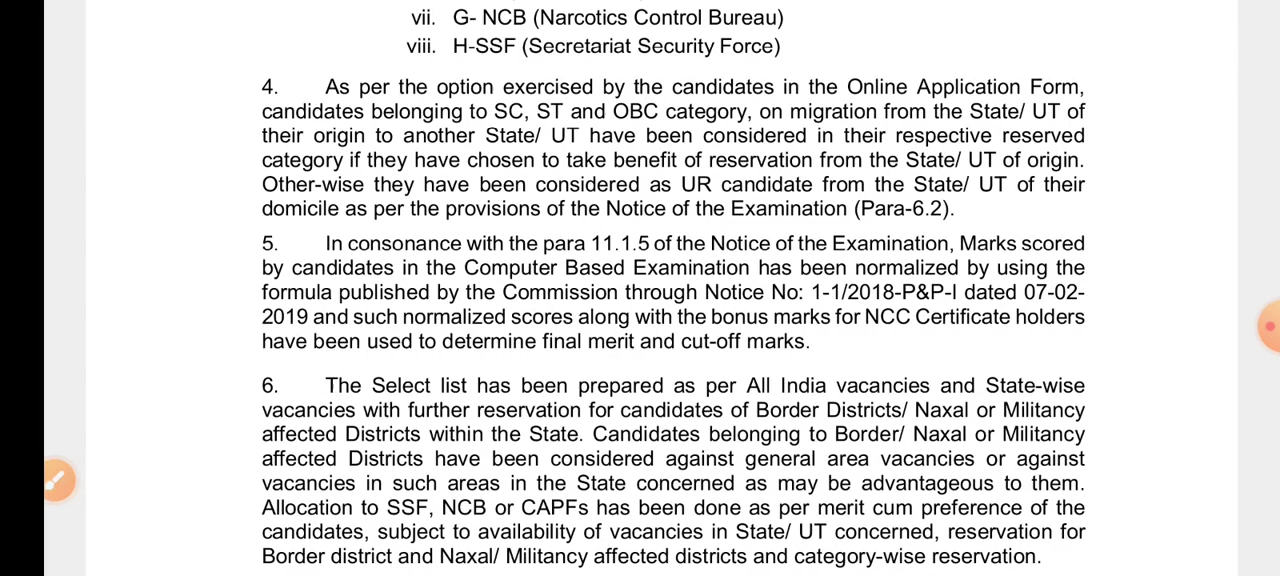 vii. G- NCB (Narcotics Control Bureau)
viii. H-SSF (Secretariat Security Force)
4. As per the option exercised by the candidates in the Online Application Form,
candidates belonging to SC, ST and OBC category, on migration from the State/ UT of
their origin to another State/ UT have been considered in their respective reserved
category if they have chosen to take benefit of reservation from the State/ UT of origin.
Other-wise they have been considered as UR candidate from the State/ UT of their
domicile as per the provisions of the Notice of the Examination (Para-6.2).
5. In consonance with the para 11.1.5 of the Notice of the Examination, Marks scored
by candidates in the Computer Based Examination has been normalized by using the
formula published by the Commission through Notice No: 1-1/2018-P&P-I dated 07-02-
2019 and such normalized scores along with the bonus marks for NCC Certificate holders
have been used to determine final merit and cut-off marks.
6. The Select list has been prepared as per All India vacancies and State-wise
vacancies with further reservation for candidates of Border Districts/ Naxal or Militancy
affected Districts within the State. Candidates belonging to Border/ Naxal or Militancy
affected Districts have been considered against general area vacancies or against
vacancies in such areas in the State concerned as may be advantageous to them.
Allocation to SSF, NCB or CAPFs has been done as per merit cum preference of the
candidates, subject to availability of vacancies in State/ UT concerned, reservation for
Border district and Naxal/ Militancy affected districts and category-wise reservation.